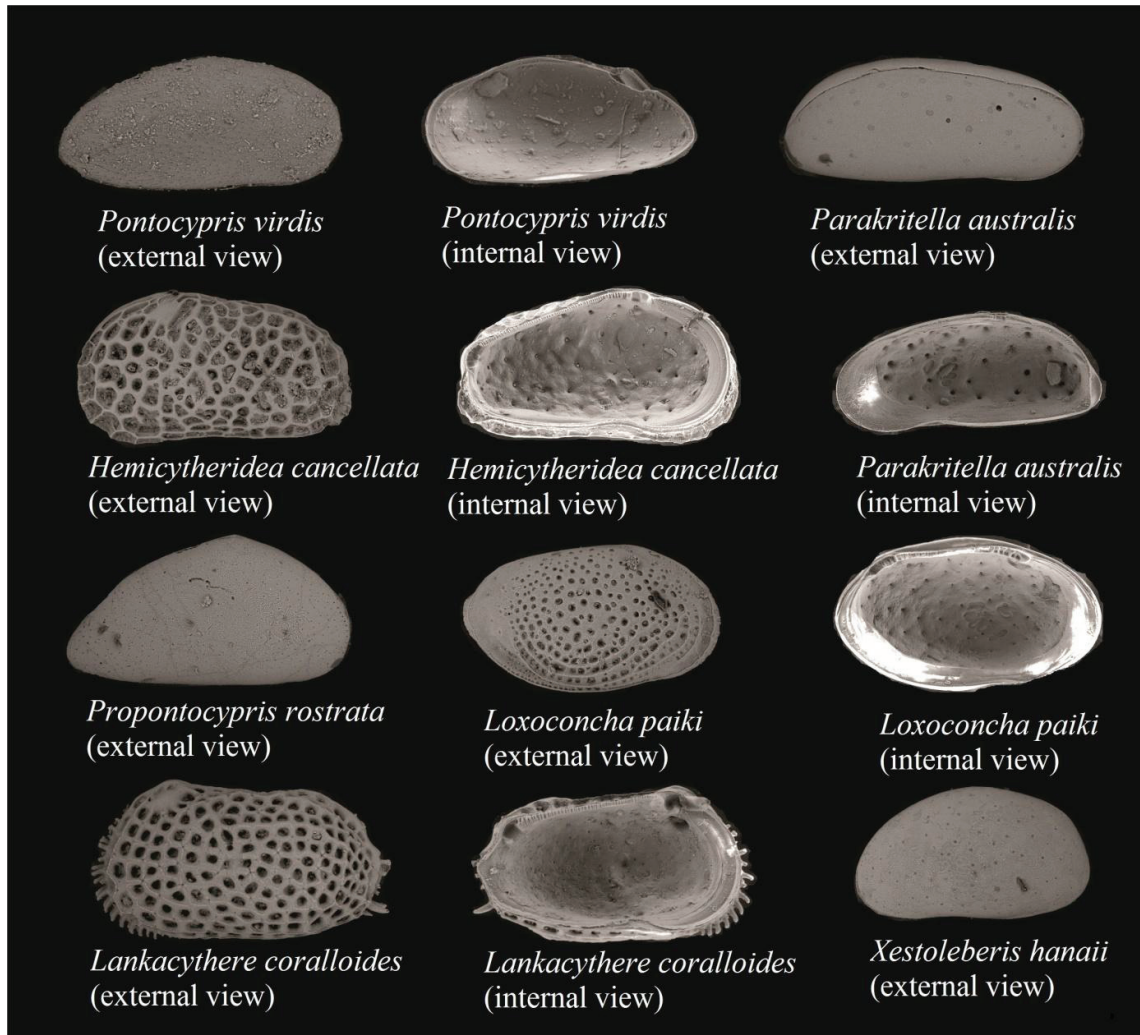 Pontocypris virdis
(external view)
Pontocypris virdis
(internal view)
Parakritella australis
(external view)
Hemicytheridea cancellata
(external view)
Hemicytheridea cancellata
(internal view)
Parakritella australis
(internal view)
Propontocypris rostrata
(external view)
Loxoconcha paiki
(external view)
Loxoconcha paiki
(internal view)
Lankacythere coralloides
(external view)
Lankacythere coralloides
(internal view)
Xestoleberis hanaii
(external view)